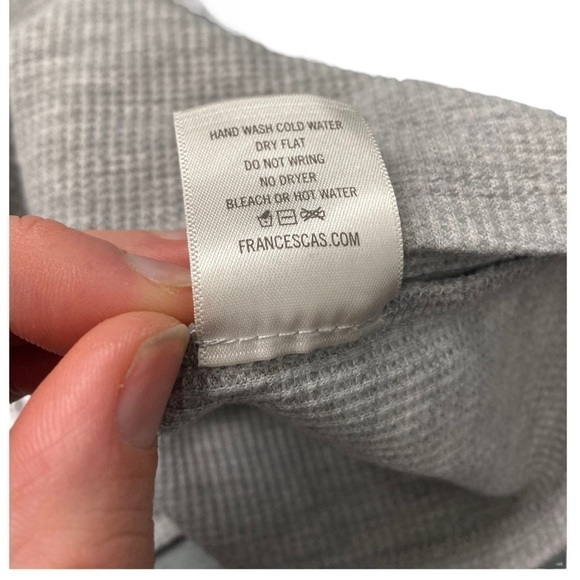 HAND WASH COLD WATER
DRY FLAT
DO NOT WRING
NO DRYER
BLEACH OR HOT WATER
FRANCESCAS.COM